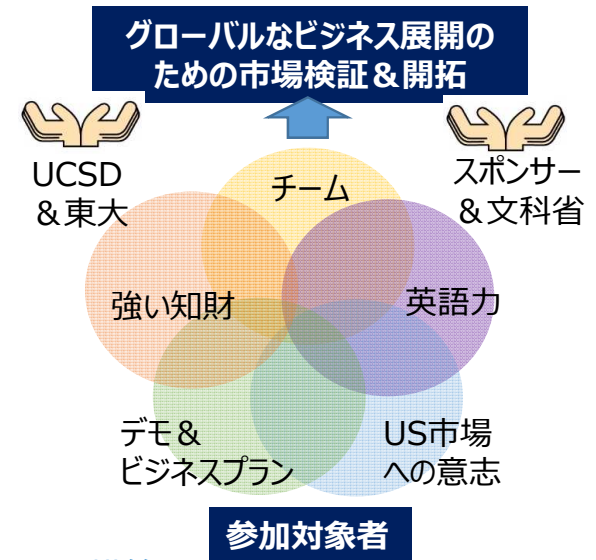 グローバルなビジネス展開の
ための市場検証＆開拓
UCSD
＆東大
スポンサー
＆文科省
チーム
強い知財
英語力
デモ＆
ビジネスプラン
US市場
への意志
参加対象者